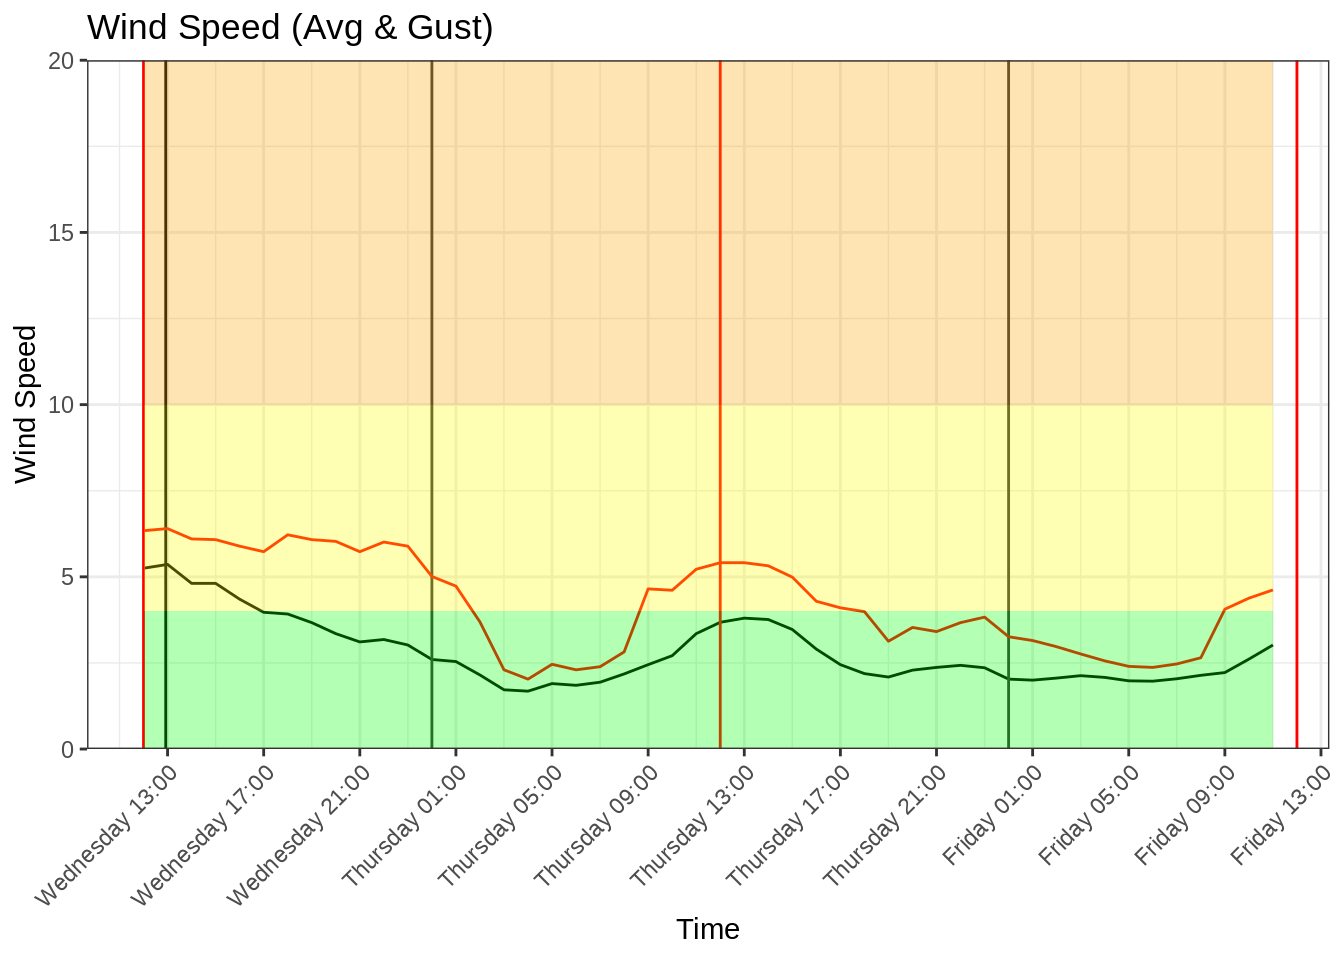 Wind Speed (Avg & Gust)
Wind Speed
20
15
10
5
0
Wednesday 13:00
Wednesday 17:00
Wednesday 21:00
Thursday 01:00
Thursday 05:00
Thursday 09:00
Thursday 13:00
Thursday 17:00
Thursday 21:00
Friday 01:00
Friday 05:00
Friday 09:00
Friday 13:00
Time